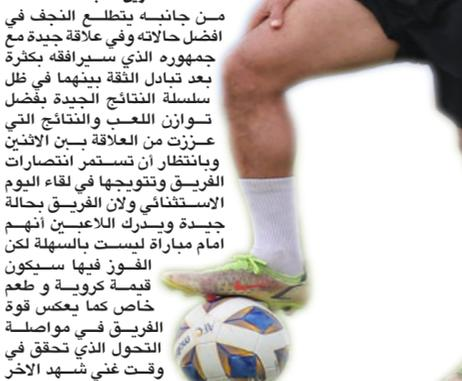 من جانبه يتطلع النجف في
افضل حالاته وفي علاقة جيدة مع
جمهوره الذي سيرافقه بكثرة
بعد تبادل الثقة بينهما في ظل
سلسلة النتائج الجيدة بفضل
توازن اللعب والنتائج التي
عززت من العلاقة بين الاثنين
وبانتظار أن تستمر انتصارات
الفريق وتتويجها في لقاء اليوم
الاستثنائي ولان الفريق بحالة
جيدة ويدرك اللاعبين أنهم
امام مباراة ليست بالسهلة لكن
الفوز فيها سيكون
قيمة كروية و طعم
خاص كما يعكس قوة
الفريق في مواصلة
التحول الذي تحقق في
وقت غني شهد الاخر